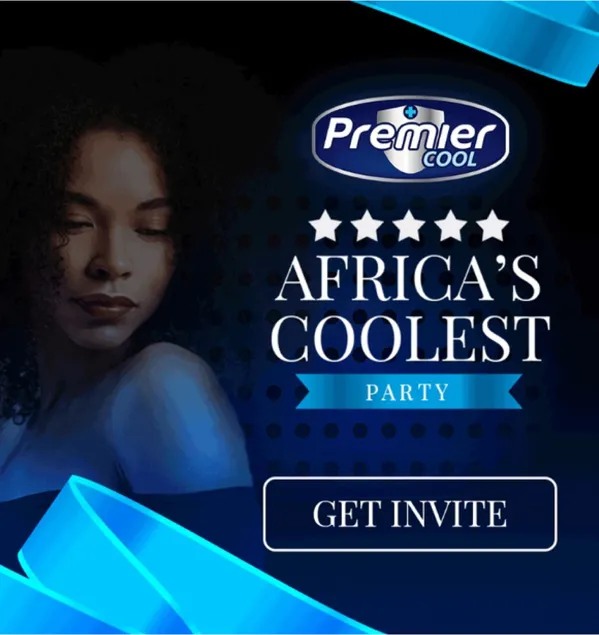 Premier
COOL
AFRICA'S
COOLEST
PARTY
GET INVITE